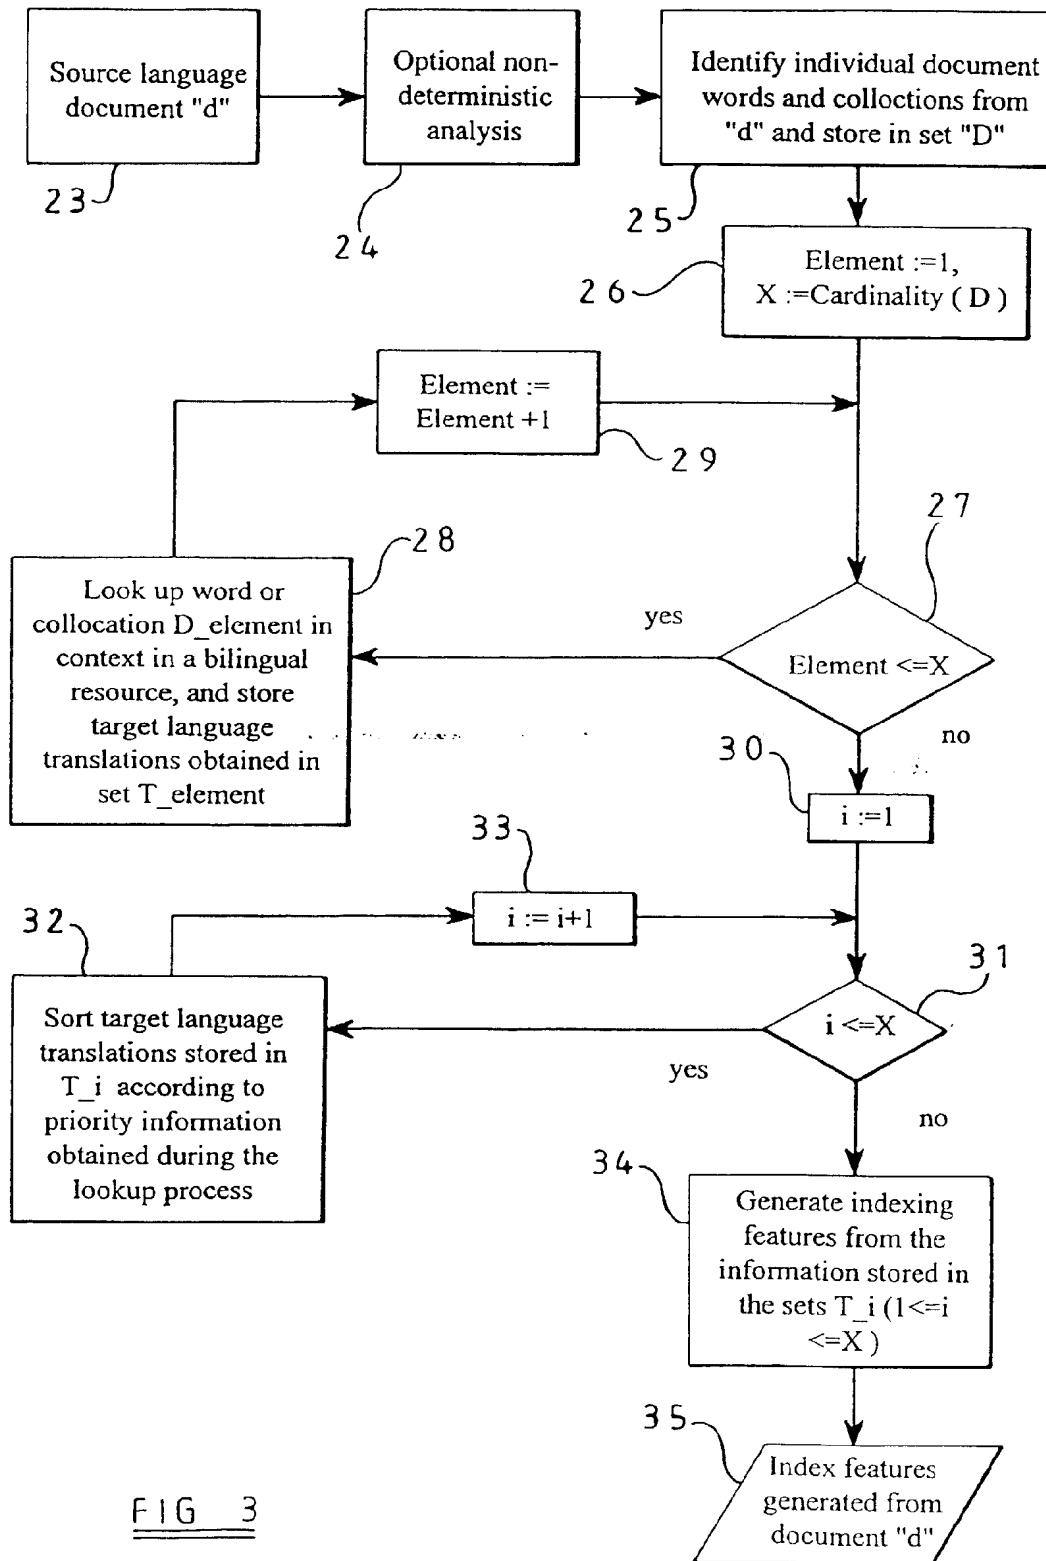 Source language
document "d"
23
Optional non-
deterministic
analysis
24
Identify individual document
words and colloctions from
"d" and store in set "D"
25
Element :=1,
X :=Cardinality ( D )
26
Element :=
Element +1
29
27
Element <=X
yes
no
28
Look up word or
collocation D_element in
context in a bilingual
resource, and store
target language
translations obtained in
set T_element
30
i :=1
33
i := i+1
31
i <=X
yes
no
32
Sort target language
translations stored in
T_i according to
priority information
obtained during the
lookup process
34
Generate indexing
features from the
information stored in
the sets T_i (1<=i
<=X )
35
Index features
generated from
document "d"
FIG 3